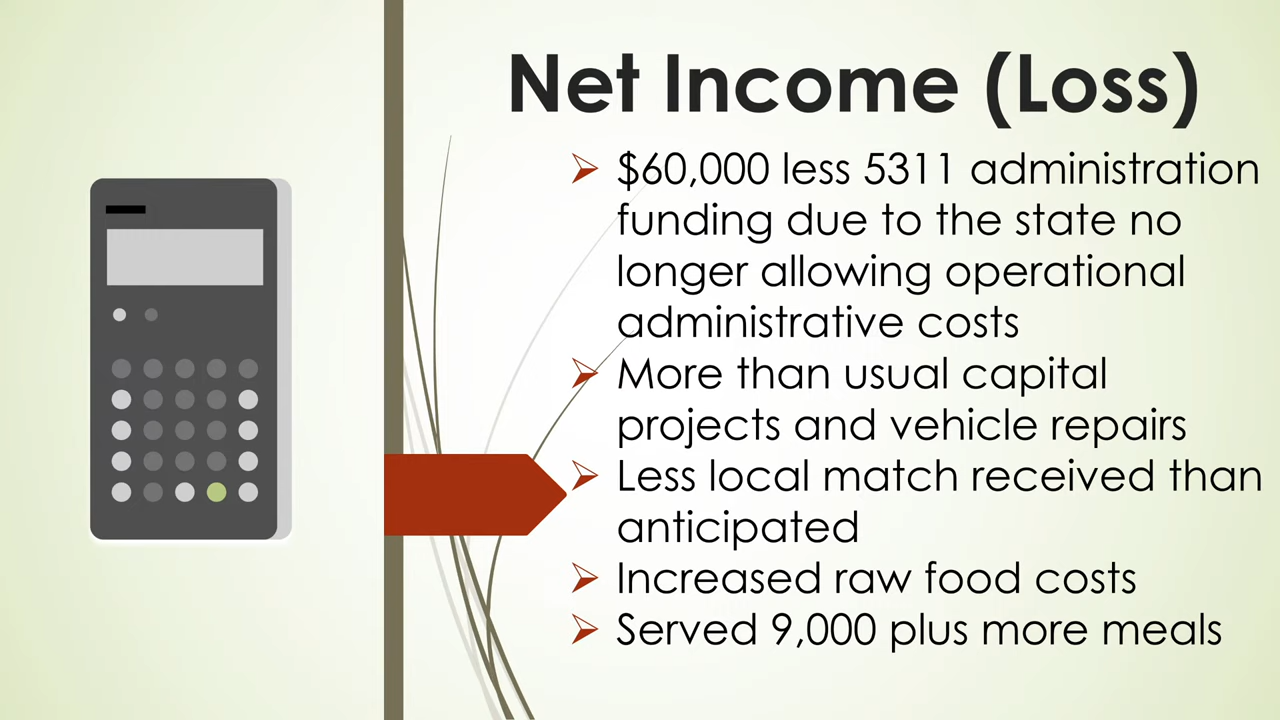 Net Income (Loss)
$60,000 less 5311 administration
funding due to the state no
longer allowing operational
administrative costs
More than usual capital
projects and vehicle repairs
Less local match received than
anticipated
Increased raw food costs
Served 9,000 plus more meals